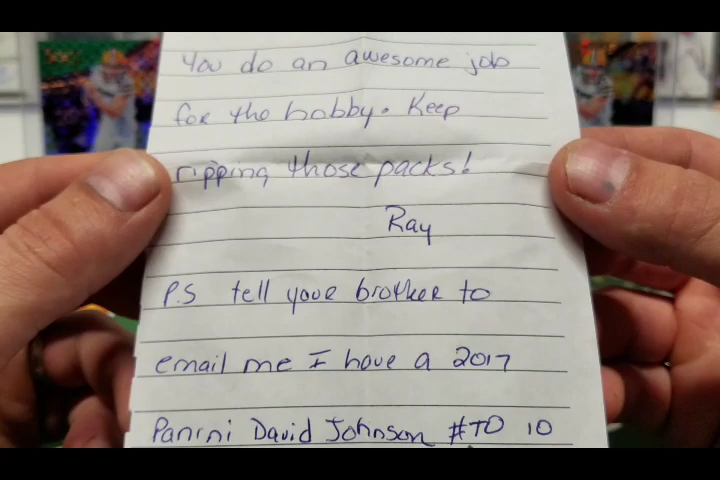 You do an awesome job
for the hobby. Keep
ripping those packs!
Ray
P.S tell your brother to
email me I have a 2017
Panini David Johnson #TD 10